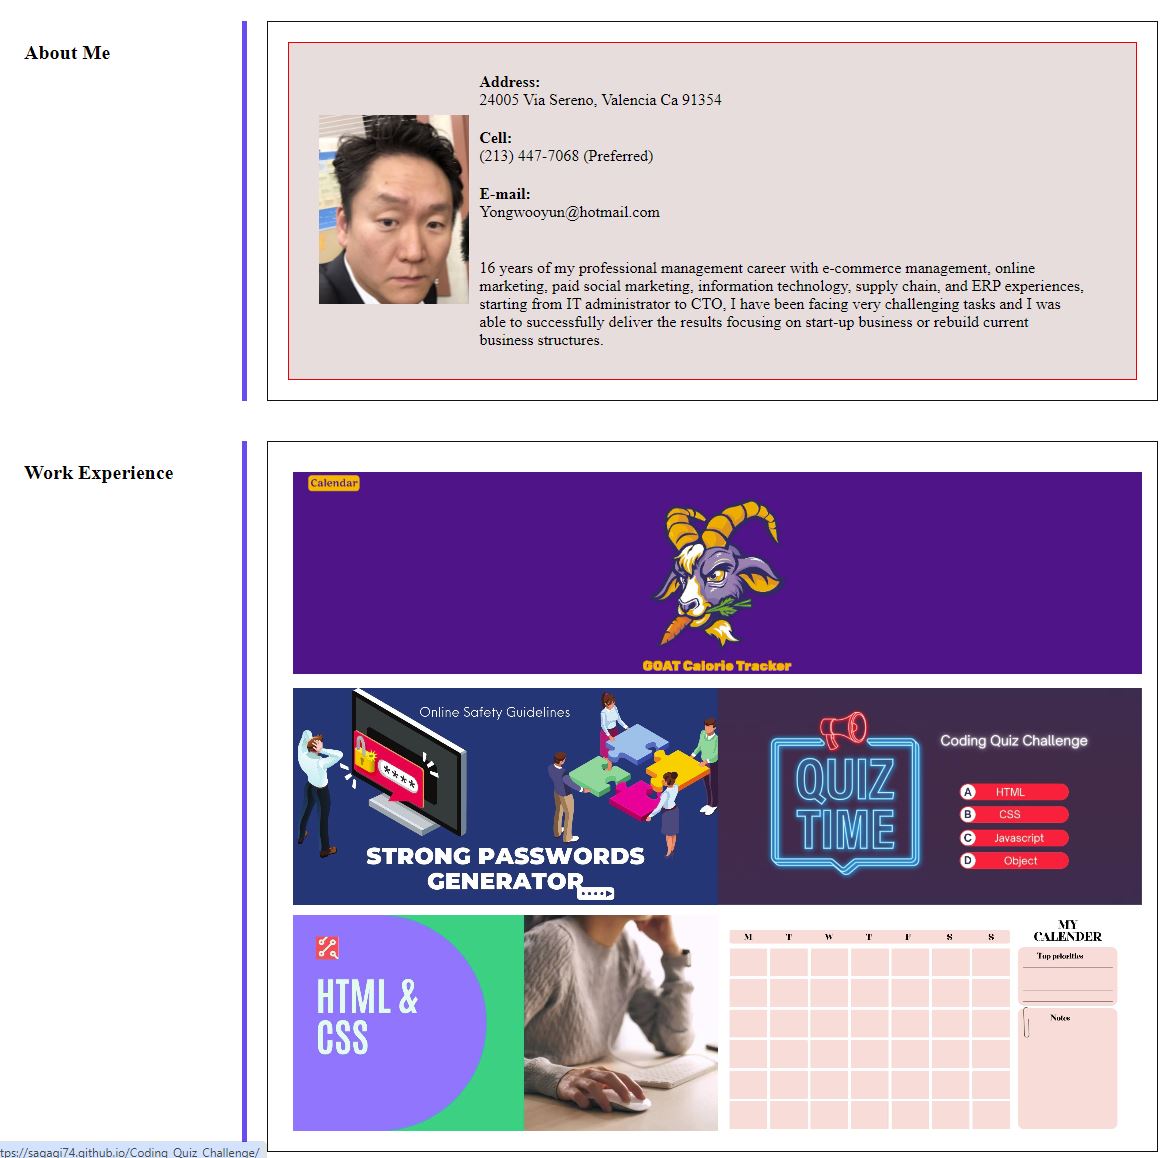 About Me
Address:
24005 Via Sereno, Valencia Ca 91354
Cell:
(213) 447-7068 (Preferred)
E-mail:
Yongwooyun@hotmail.com
16 years of my professional management career with e-commerce management, online
marketing, paid social marketing, information technology, supply chain, and ERP experiences,
starting from IT administrator to CTO, I have been facing very challenging tasks and I was
able to successfully deliver the results focusing on start-up business or rebuild current
business structures.
Work Experience
Calendar
GOAT Calorie Tracker
Online Safety Guidelines
****
STRONG PASSWORDS
GENERATOR
QUIZ
TIME
Coding Quiz Challenge
A HTML
B CSS
C Javascript
D Object
HTML &
CSS
M T W T F S S
MY
CALENDER
Top priorities
Notes
tps://sagagi74.github.io/Coding_Quiz_Challenge/